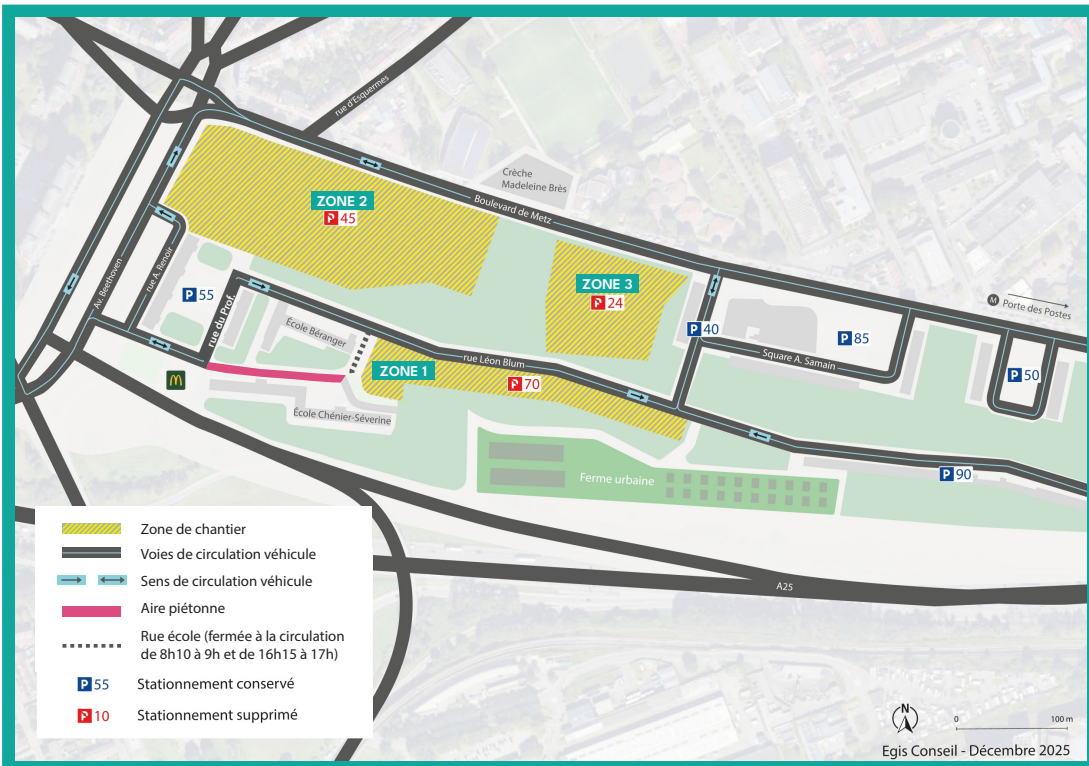 rue d'Esquermes
Crèche
Madeleine Brès
ZONE 2
P 45
Boulevard de Metz
ZONE 3
P 24
Av. Beethoven
rue A. Renoir
P 55
rue du Prof.
École Béranger
rue Léon Blum
ZONE 1
P 70
École Chénier-Séverine
P 40
P 85
Square A. Samain
M Porte des Postes
P 50
P 90
Ferme urbaine
A25
Zone de chantier
Voies de circulation véhicule
Sens de circulation véhicule
Aire piétonne
Rue école (fermée à la circulation
de 8h10 à 9h et de 16h15 à 17h)
P 55 Stationnement conservé
P 10 Stationnement supprimé
N
0 100 m
Egis Conseil - Décembre 2025